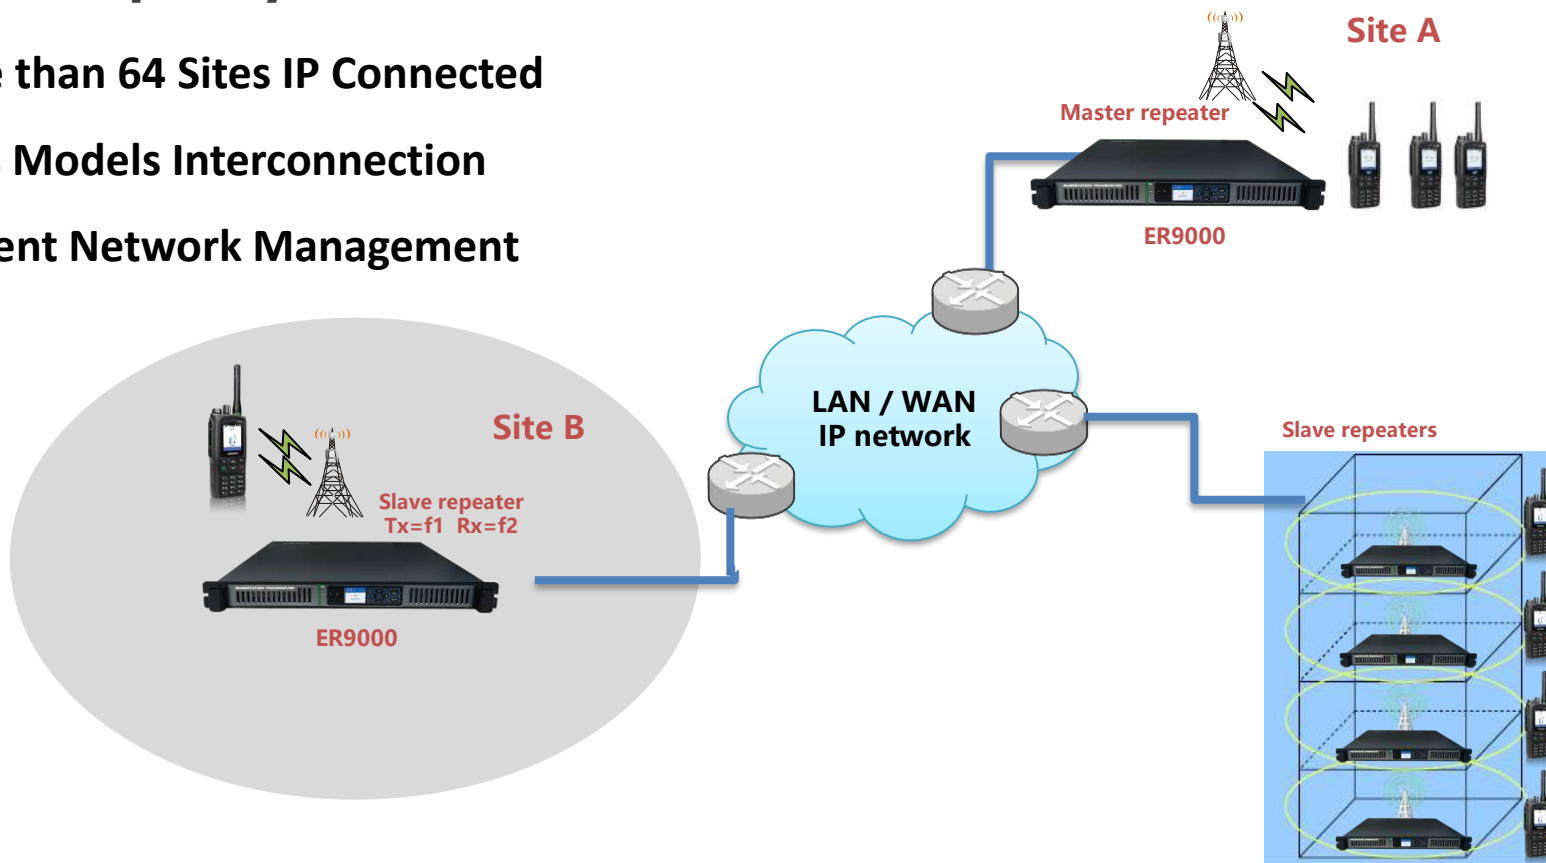 than 64 Sites IP Connected
Models Interconnection
Network Management
Site A
Master repeater
ER9000
LAN / WAN
IP network
Site B
Slave repeater
Tx=f1 Rx=f2
ER9000
Slave repeaters